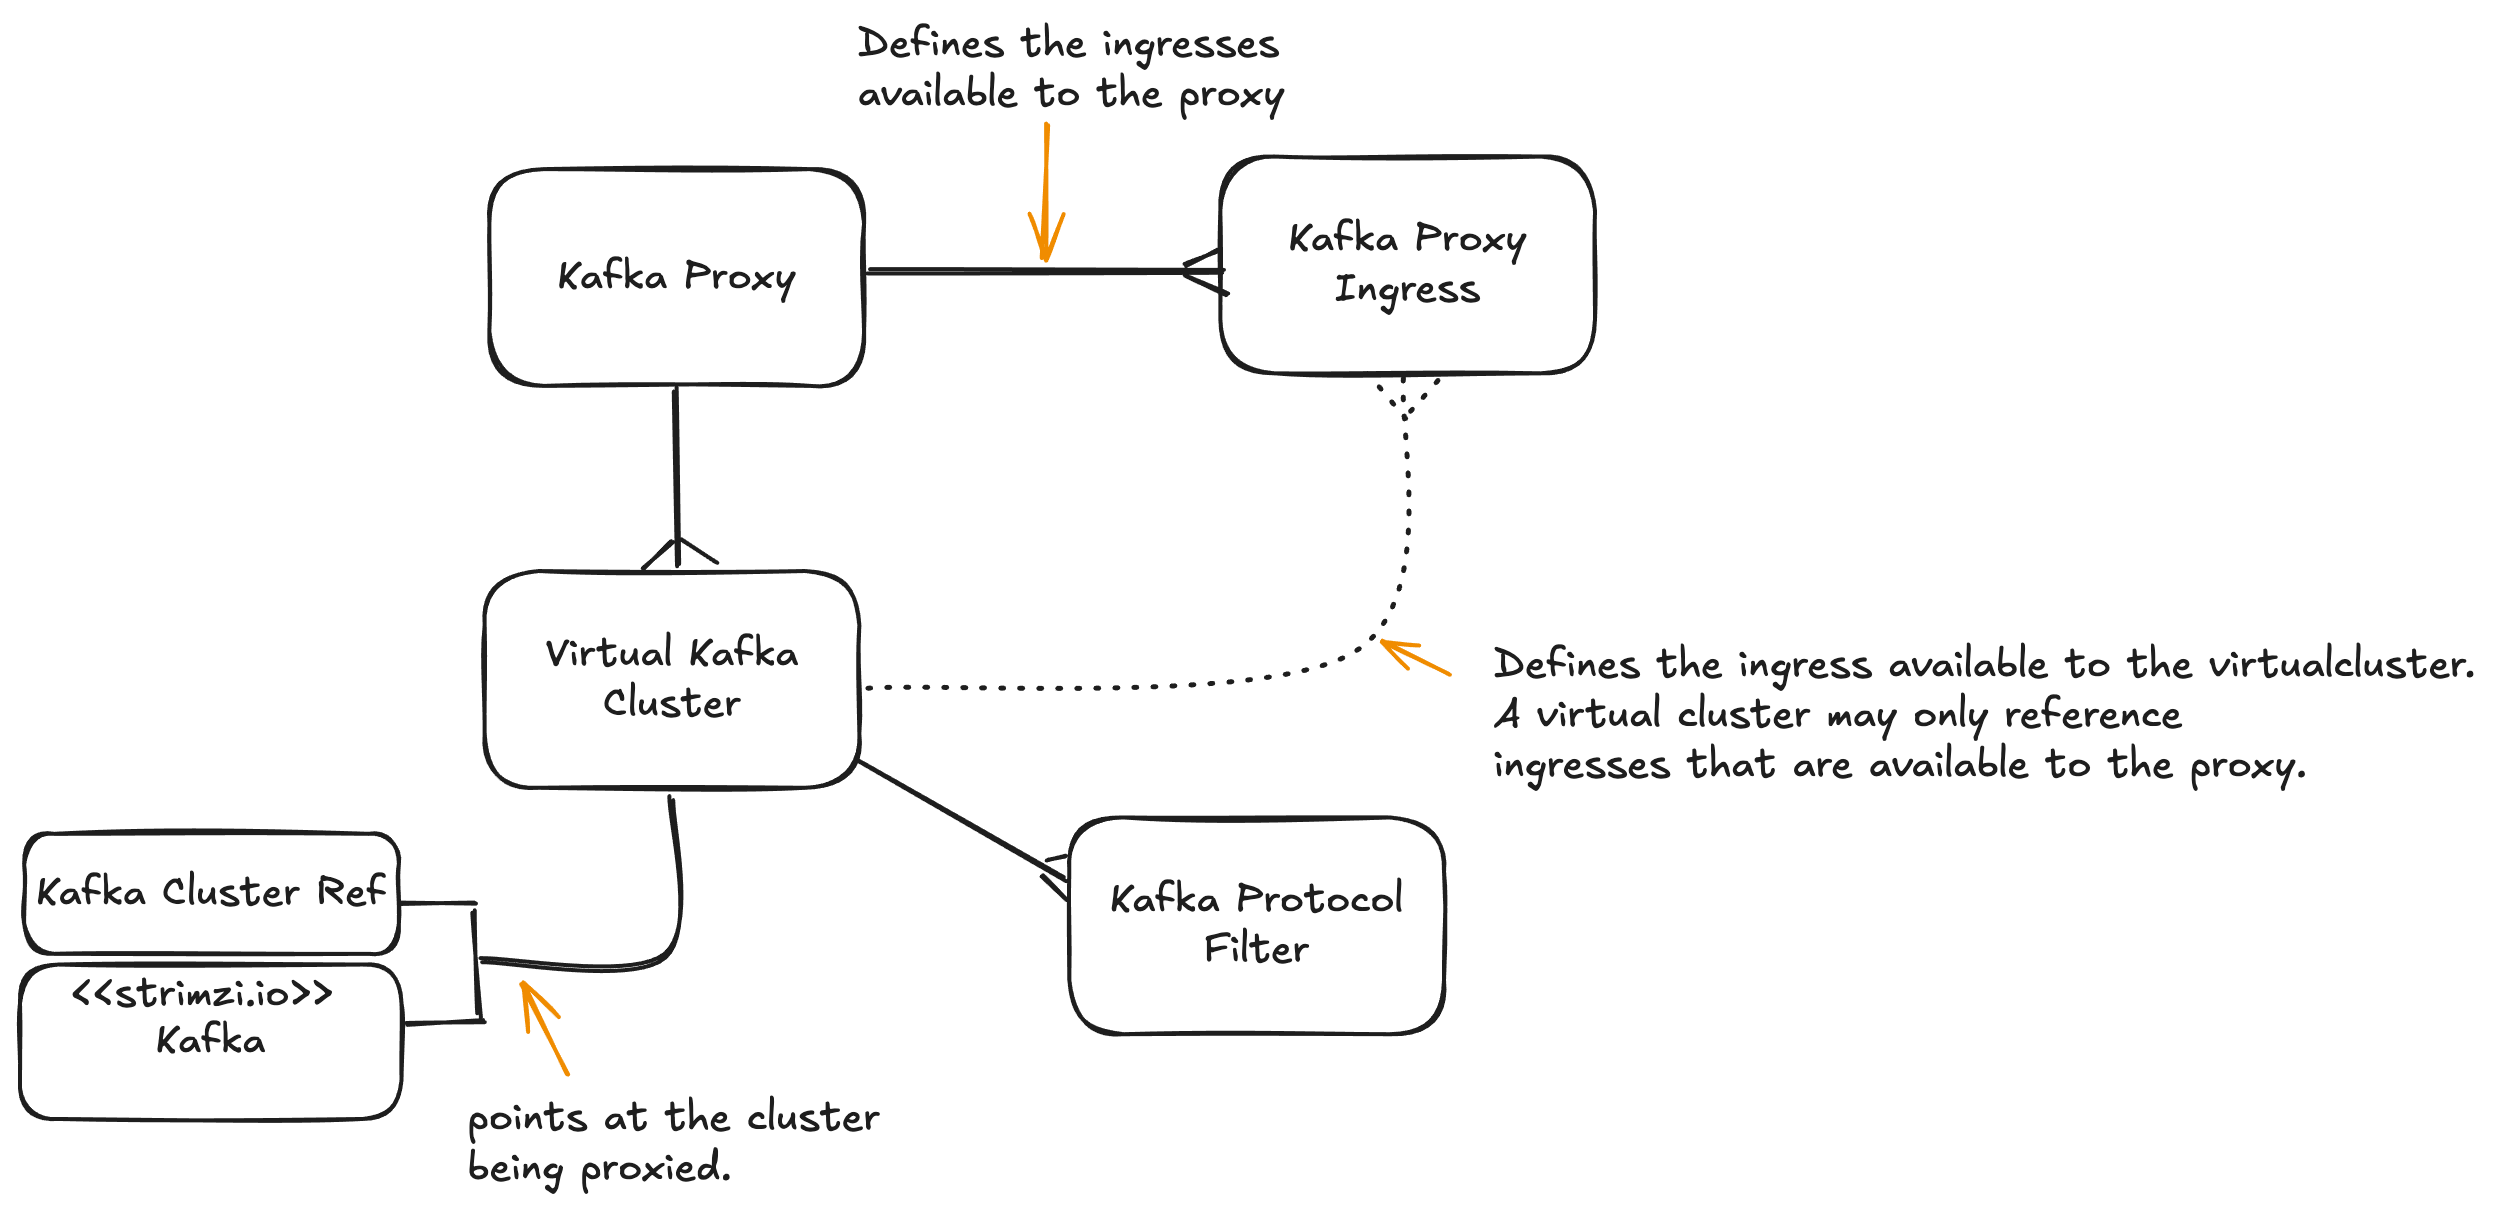 Defines the ingresses
available to the proxy
Kafka Proxy
Kafka Proxy
Ingress
Virtual Kafka
Cluster
Defines the ingress available to the virtualcluster.
A virtual cluster may only reference
ingresses that are available to the proxy.
Kafka Cluster Ref
<<strimzi.io>>
Kafka
Kafka Protocol
Filter
points at the cluster
being proxied.